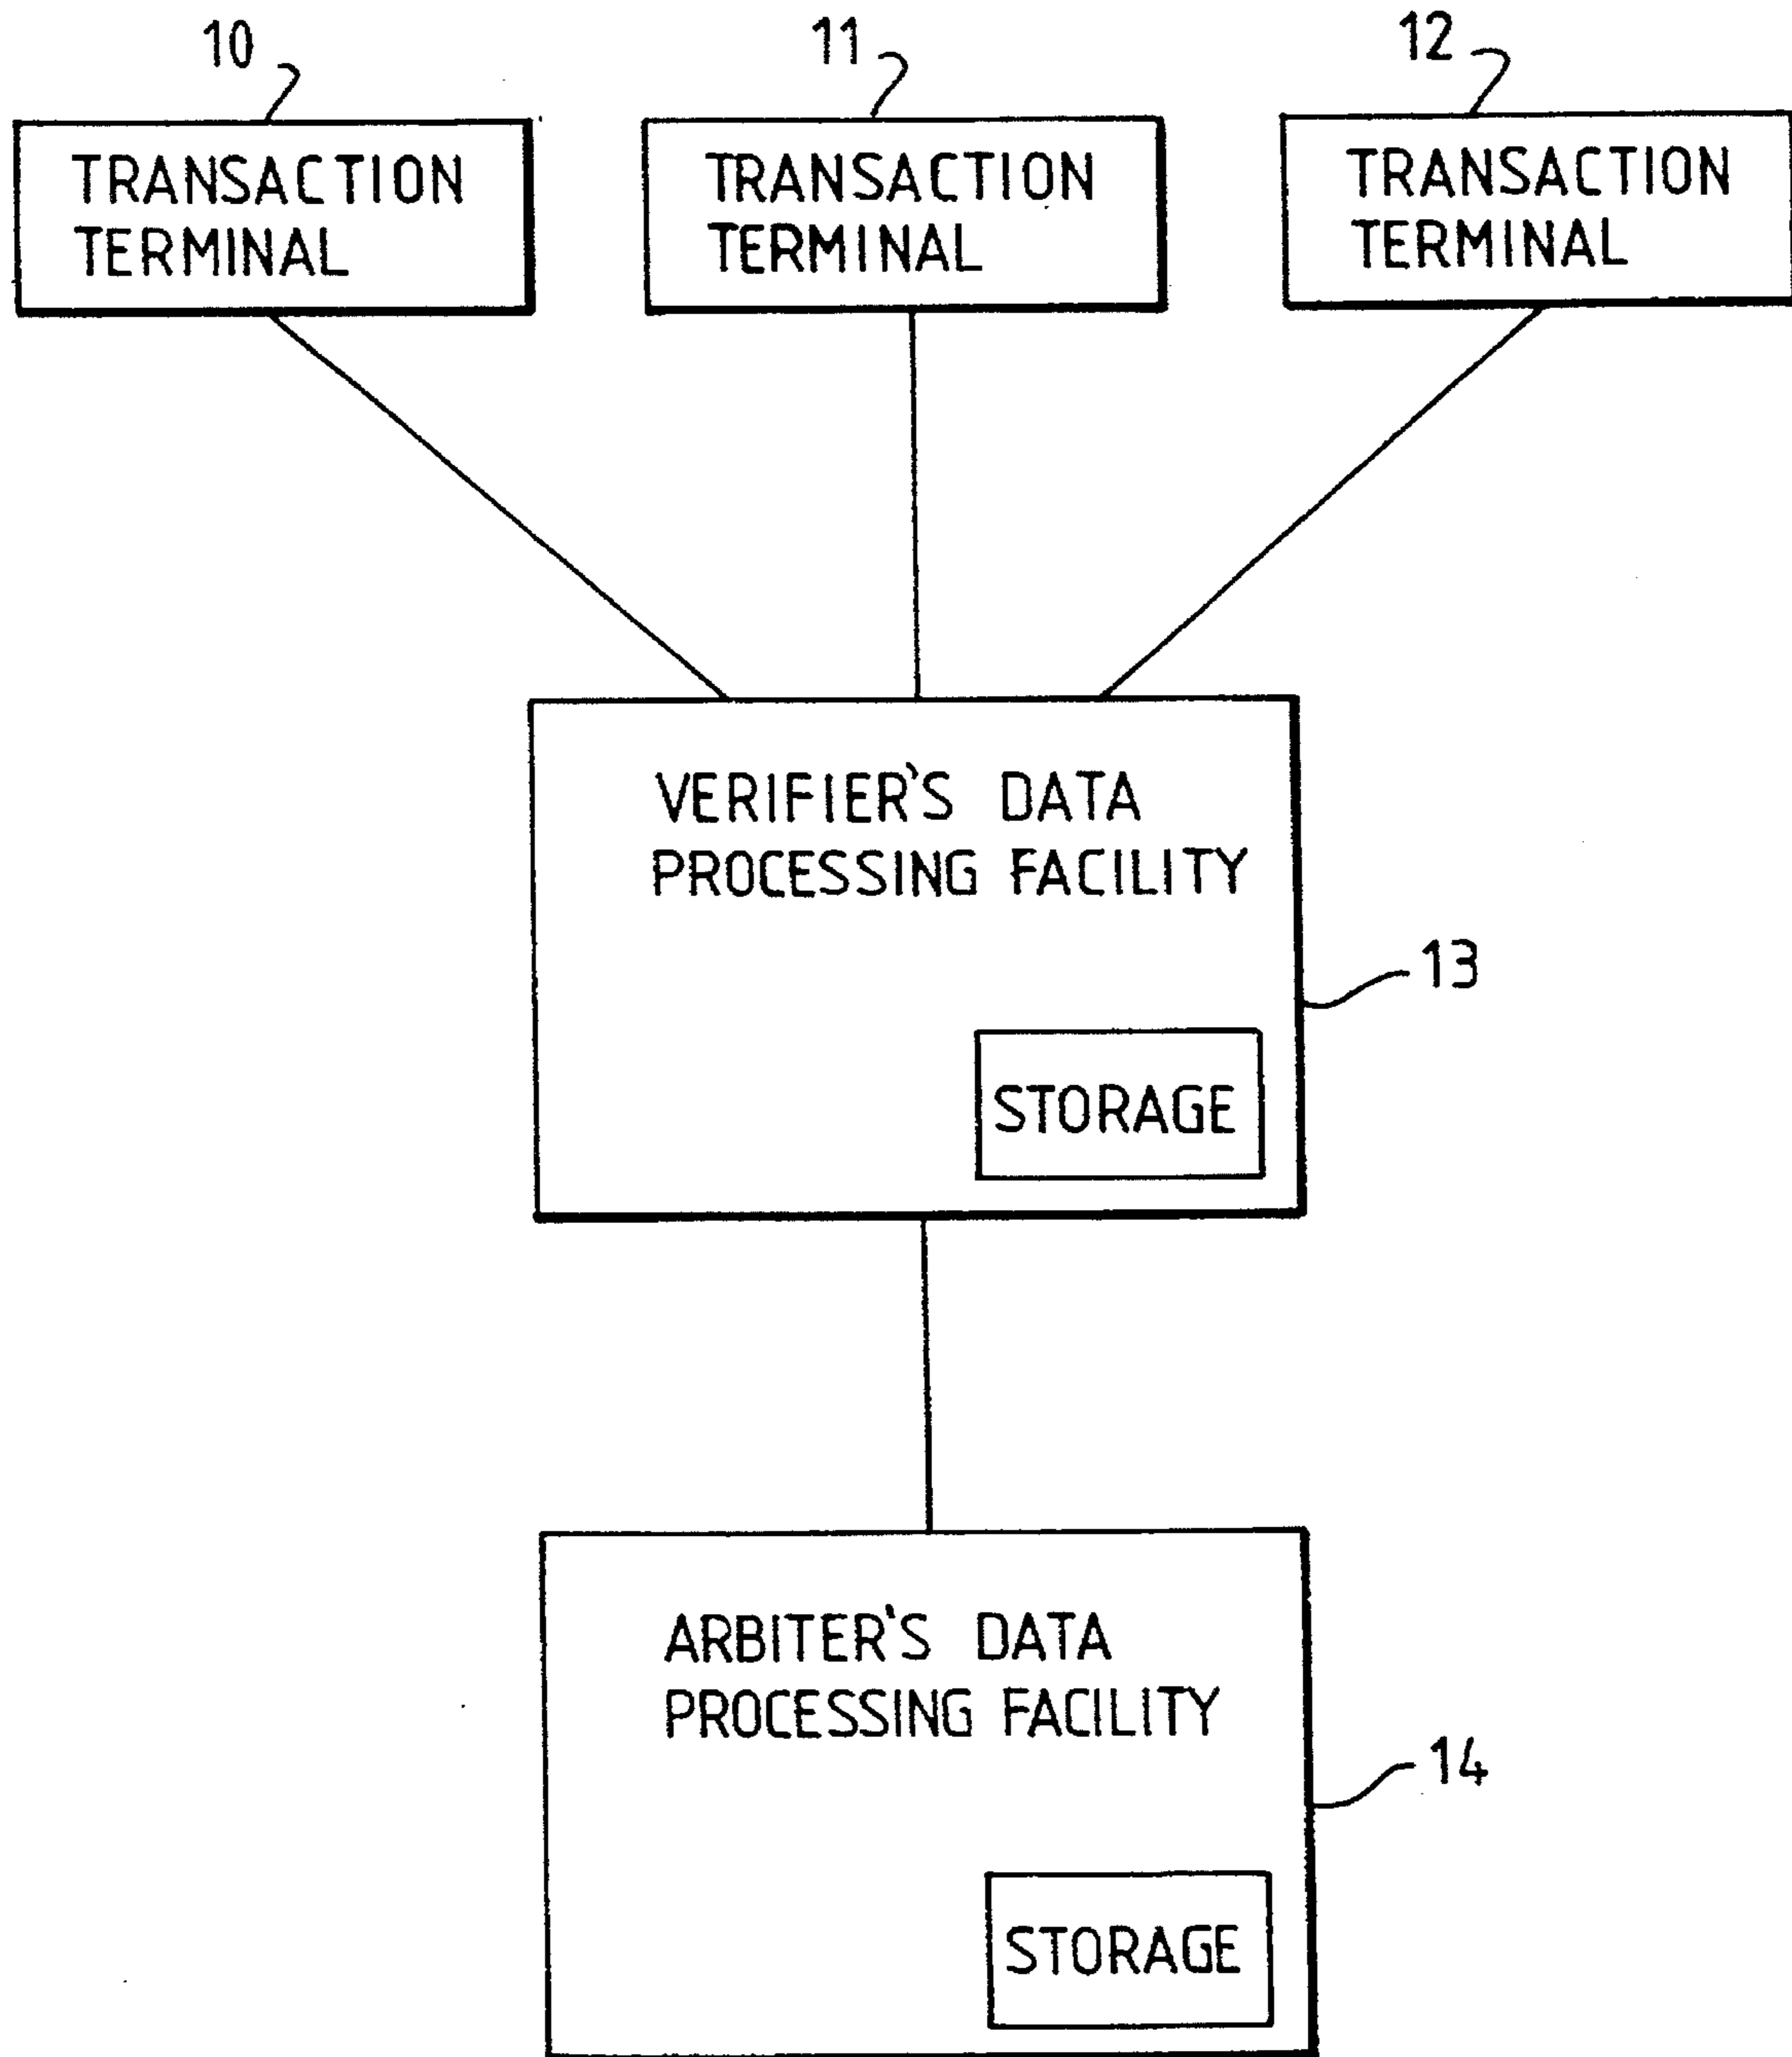 10
11
12
TRANSACTION
TERMINAL
TRANSACTION
TERMINAL
TRANSACTION
TERMINAL
VERIFIER'S DATA
PROCESSING FACILITY
13
STORAGE
ARBITER'S DATA
PROCESSING FACILITY
14
STORAGE